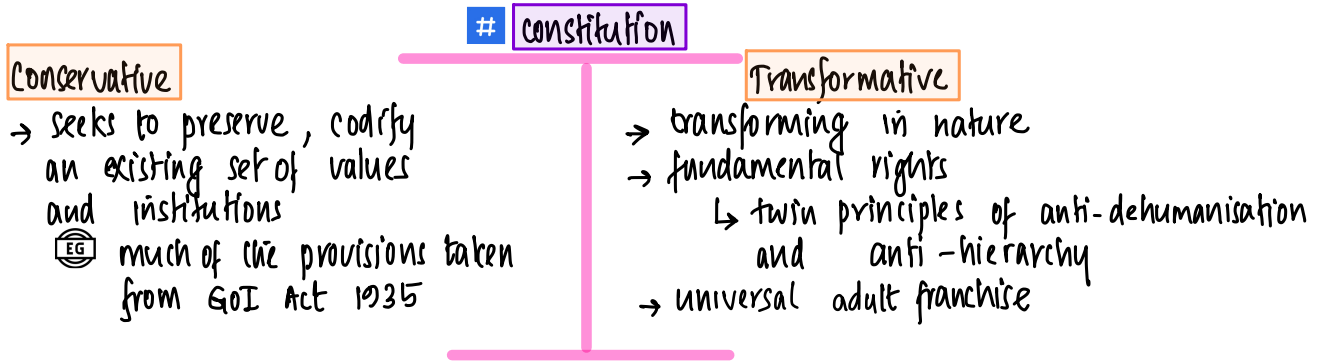 # constitution
Conservative
→ seeks to preserve, codify
an existing set of values
and institutions
EG much of the provisions taken
from GoI Act 1935
Transformative
→ transforming in nature
→ fundamental rights
↳ twin principles of anti-dehumanisation
and anti-hierarchy
→ universal adult franchise